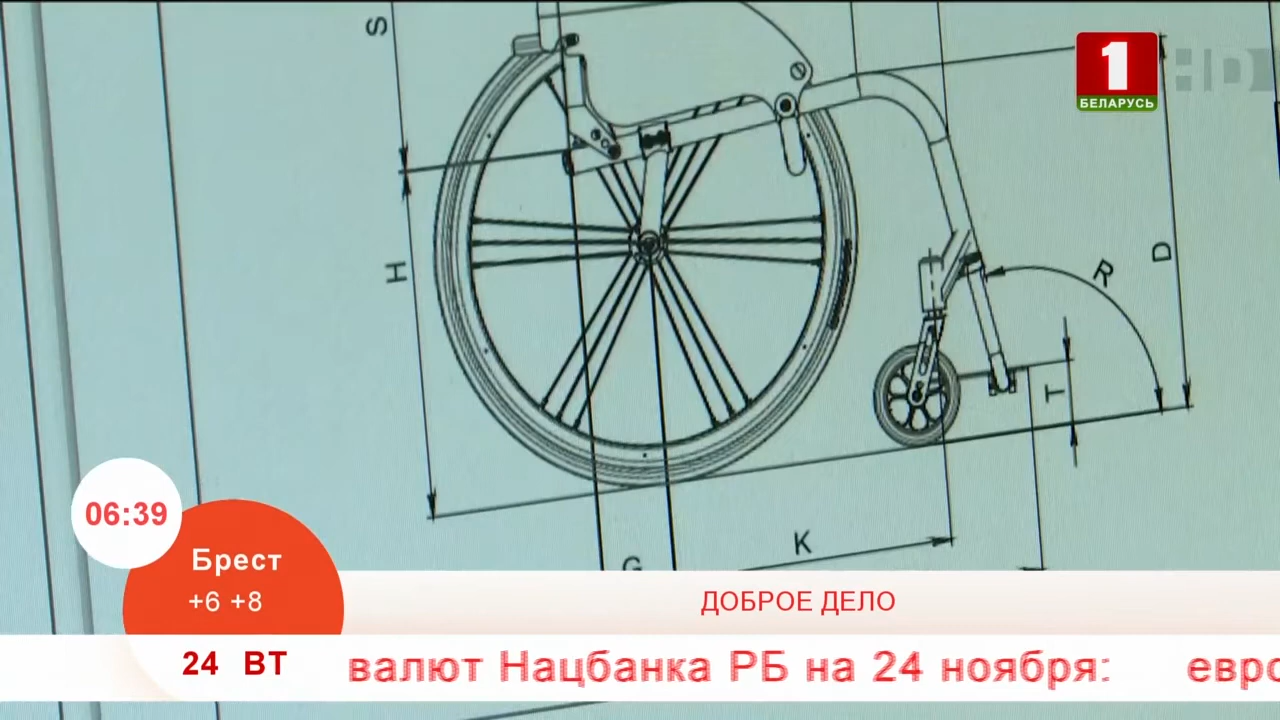 S
1
HD
БЕЛАРУСЬ
H
R
D
T
K
G
06:39
Брест
+6 +8
ДОБРОЕ ДЕЛО
24 ВТ
валют Нацбанка РБ на 24 ноября: евро